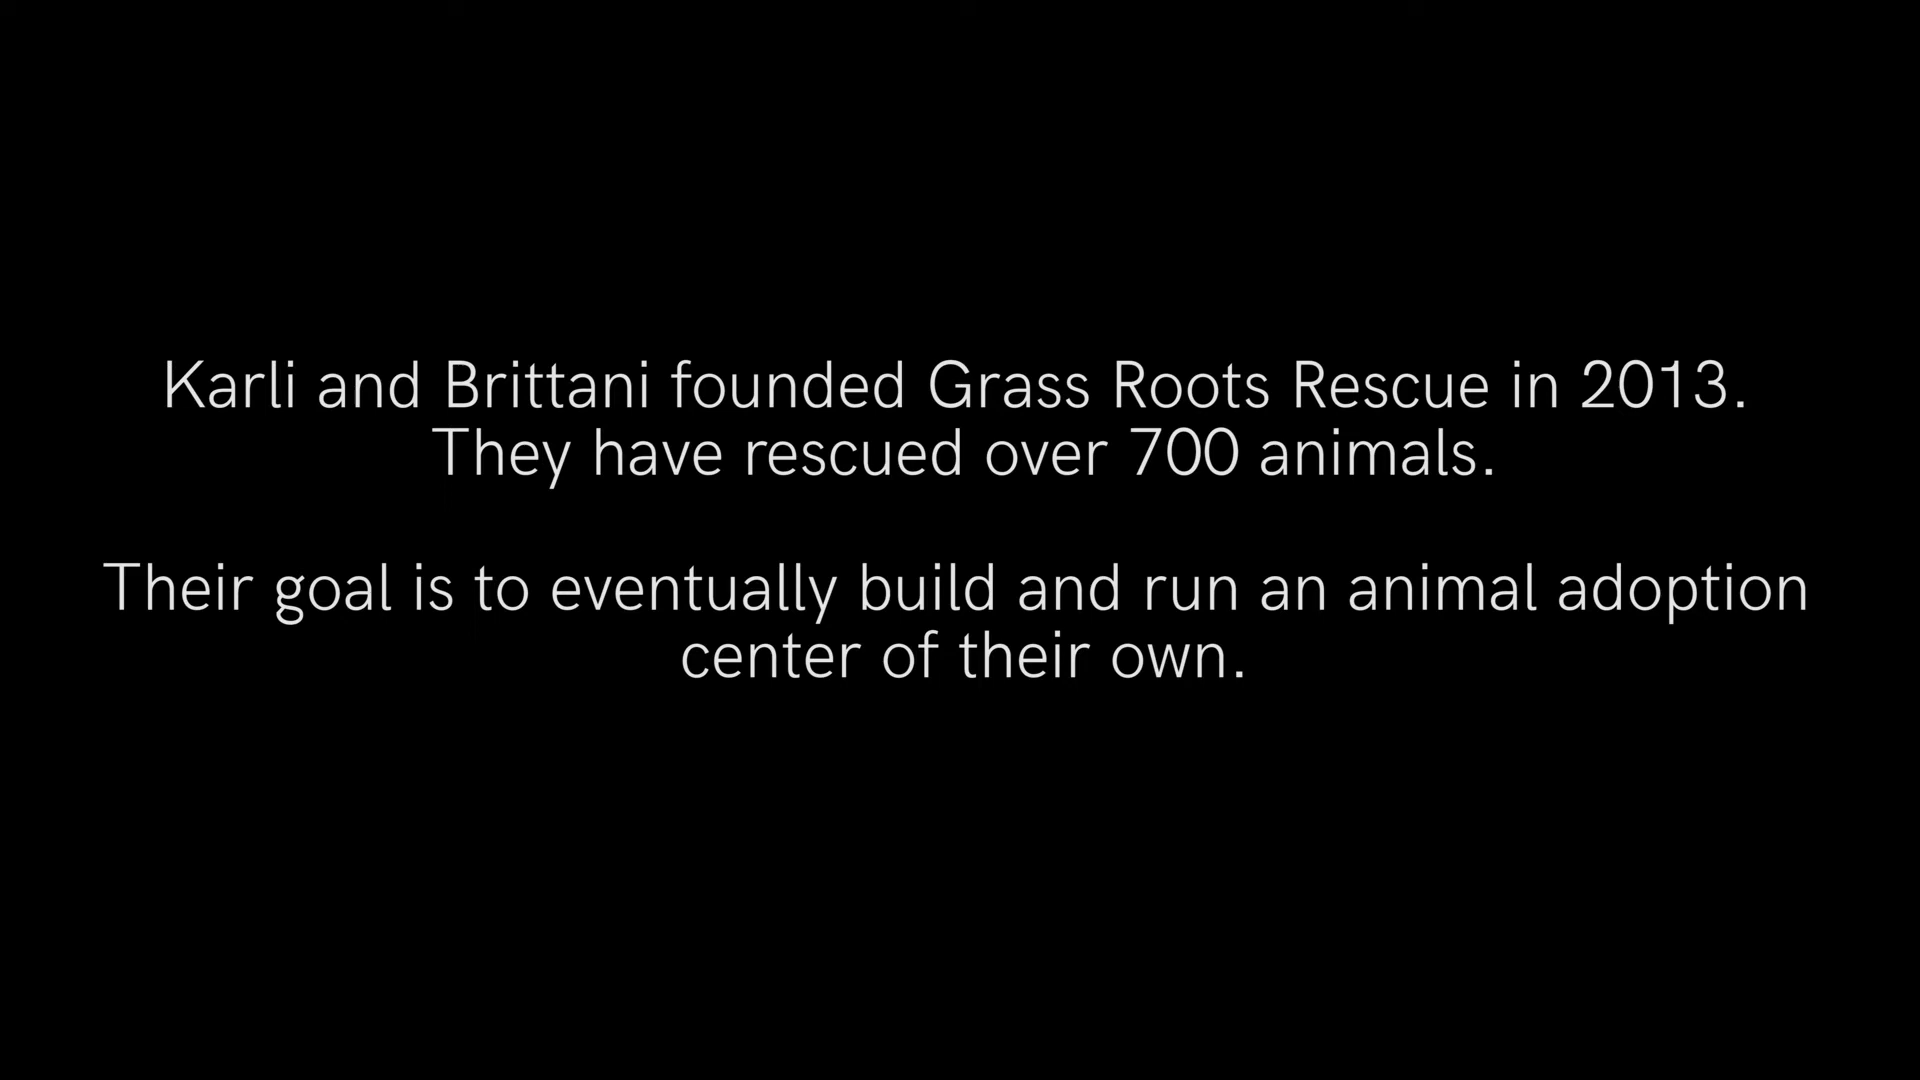 Karli and Brittani founded Grass Roots Rescue in 2013.
They have rescued over 700 animals.
Their goal is to eventually build and run an animal adoption
center of their own.